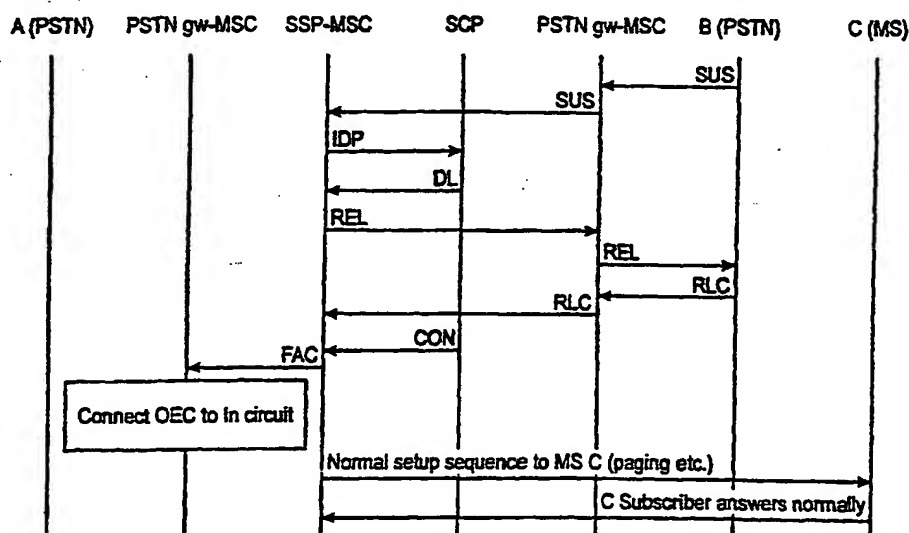 A (PSTN) PSTN gw-MSC SSP-MSC SCP PSTN gw-MSC B (PSTN) C (MS)
SUS
SUS
IDP
DL
REL
REL
RLC
RLC
CON
FAC
Connect OEC to in circuit
Normal setup sequence to MS C (paging etc.)
C Subscriber answers normally